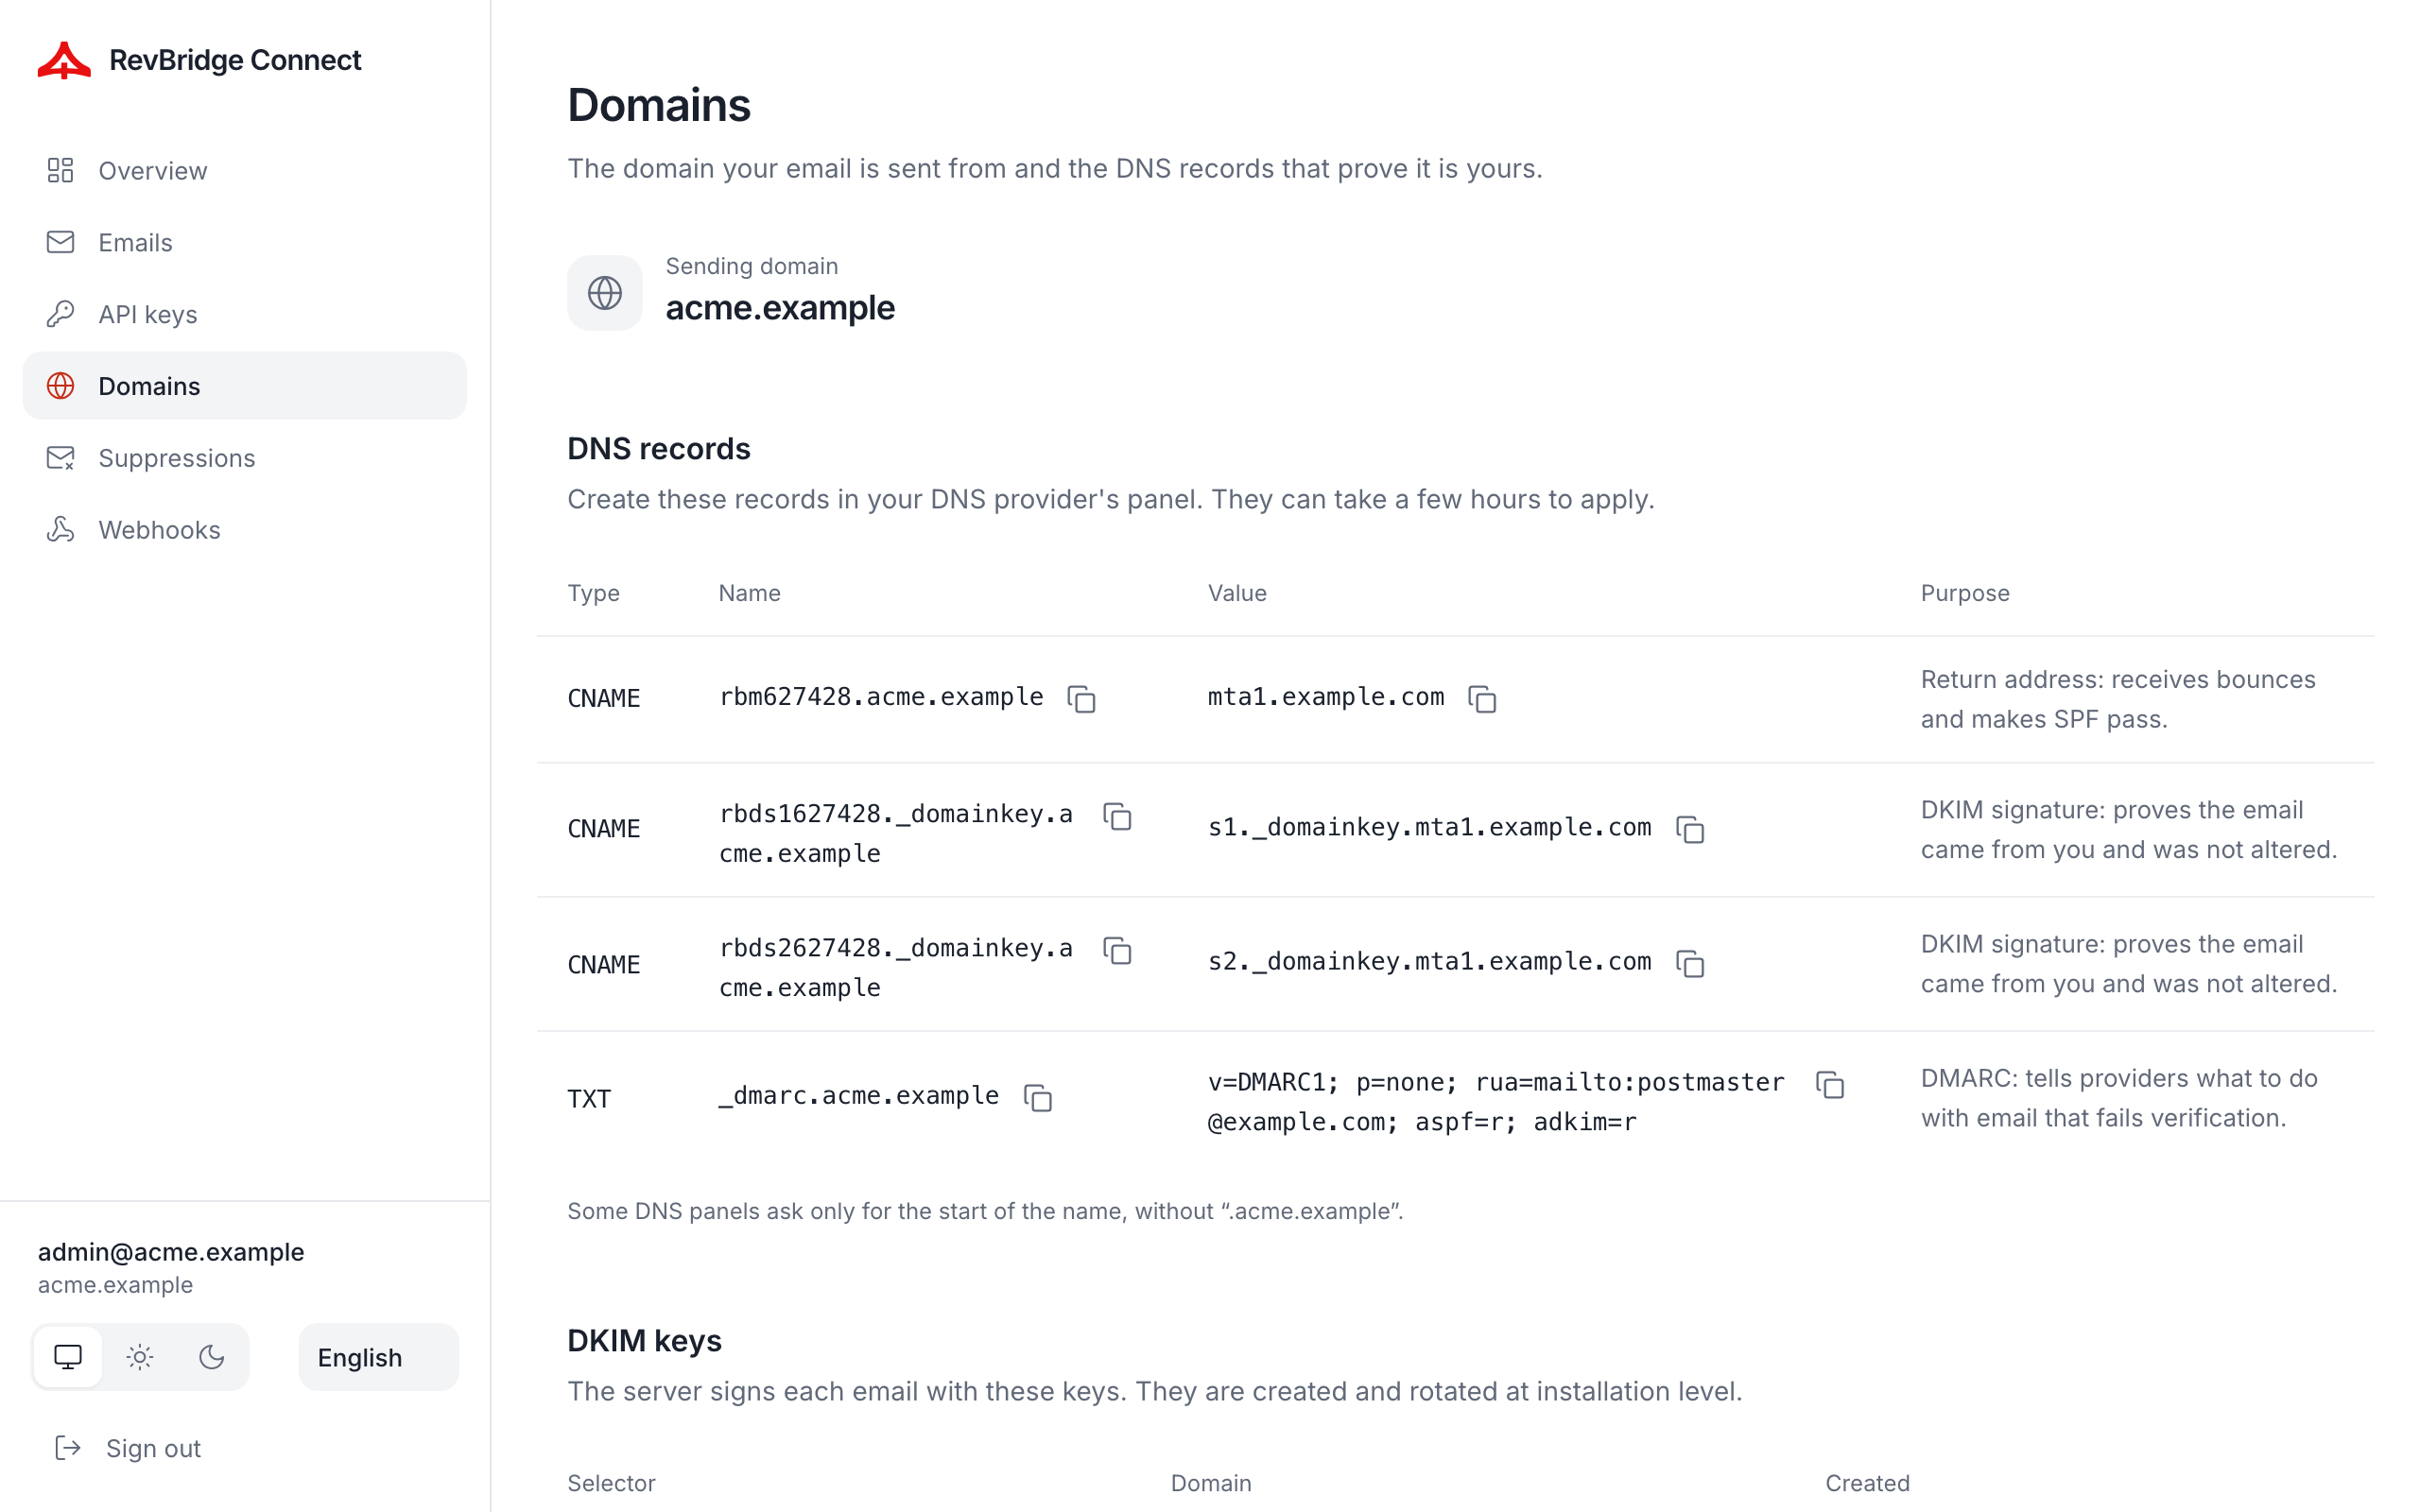 RevBridge Connect
Overview
Emails
API keys
Domains
Suppressions
Webhooks
admin@acme.example
acme.example
English
Sign out
Domains
The domain your email is sent from and the DNS records that prove it is yours.
Sending domain
acme.example
DNS records
Create these records in your DNS provider's panel. They can take a few hours to apply.
Type Name Value Purpose
CNAME rbm627428.acme.example mta1.example.com Return address: receives bounces
and makes SPF pass.
CNAME rbds1627428._domainkey.a s1._domainkey.mta1.example.com DKIM signature: proves the email
cme.example came from you and was not altered.
CNAME rbds2627428._domainkey.a s2._domainkey.mta1.example.com DKIM signature: proves the email
cme.example came from you and was not altered.
TXT _dmarc.acme.example v=DMARC1; p=none; rua=mailto:postmaster DMARC: tells providers what to do
@example.com; aspf=r; adkim=r with email that fails verification.
Some DNS panels ask only for the start of the name, without “.acme.example”.
DKIM keys
The server signs each email with these keys. They are created and rotated at installation level.
Selector Domain Created